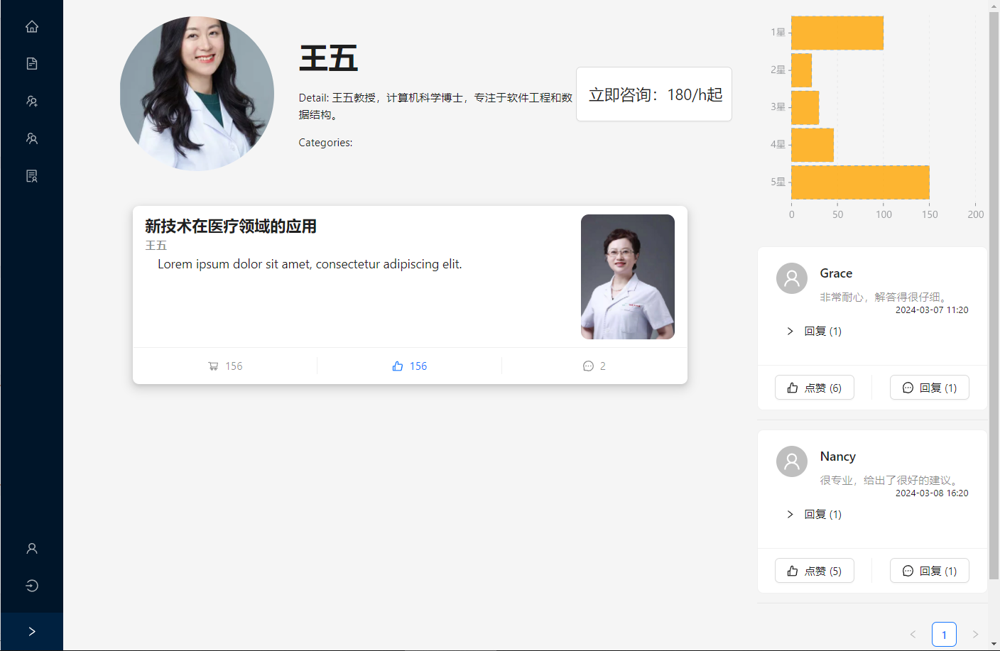 王五
Detail: 王五教授，计算机科学博士，专注于软件工程和数
据结构。
Categories:
立即咨询：180/h起
1星
2星
3星
4星
5星
0 50 100 150 200
新技术在医疗领域的应用
王五
Lorem ipsum dolor sit amet, consectetur adipiscing elit.
156 156 2
Grace
非常耐心，解答得很仔细。
2024-03-07 11:20
回复 (1)
点赞 (6) 回复 (1)
Nancy
很专业，给出了很好的建议。
2024-03-08 16:20
回复 (1)
点赞 (5) 回复 (1)
1